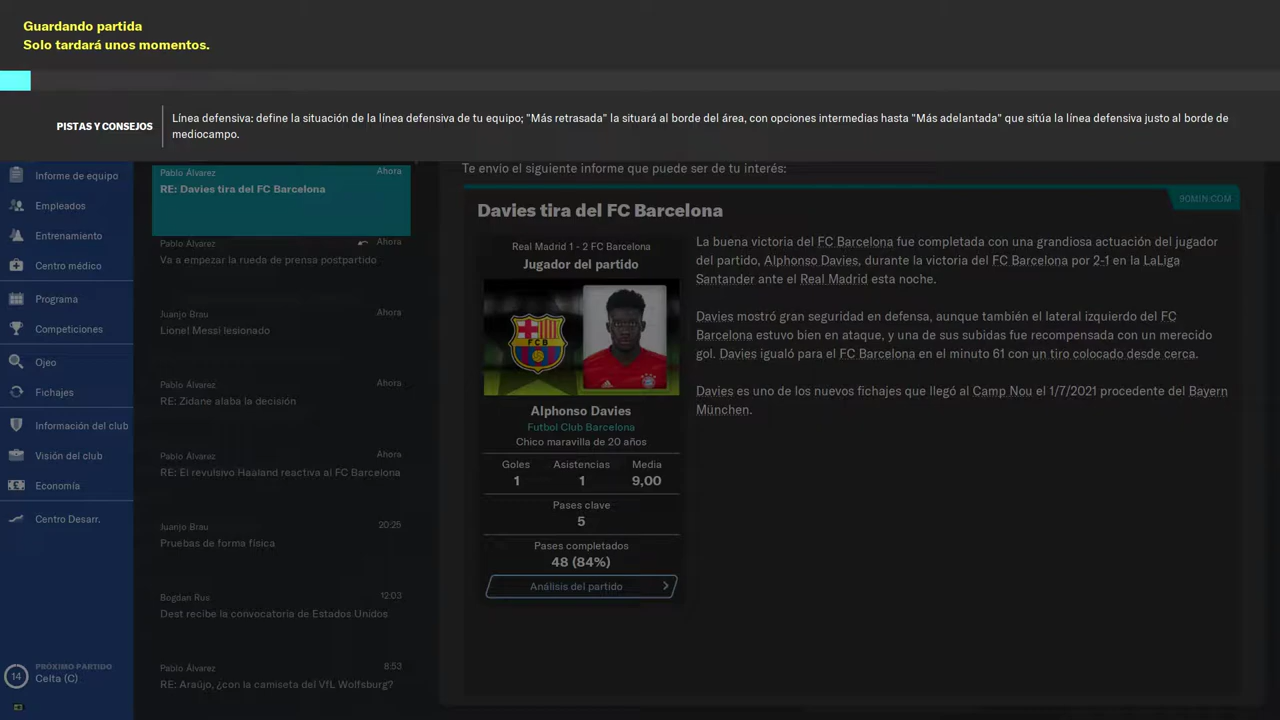 Guardando partida
Solo tardará unos momentos.
PISTAS Y CONSEJOS
Línea defensiva: define la situación de la línea defensiva de tu equipo; "Más retrasada" la situará al borde del área, con opciones intermedias hasta "Más adelantada" que sitúa la línea defensiva justo al borde de
mediocampo.
Informe de equipo
Empleados
Entrenamiento
Centro médico
Programa
Competiciones
Ojeo
Fichajes
Información del club
Visión del club
Economía
Centro Desarr.
14
PRÓXIMO PARTIDO
Celta (C)
Pablo Álvarez
Ahora
RE: Davies tira del FC Barcelona
Pablo Álvarez
Ahora
Va a empezar la rueda de prensa postpartido
Juanjo Brau
Ahora
Lionel Messi lesionado
Pablo Álvarez
Ahora
RE: Zidane alaba la decisión
Pablo Álvarez
Ahora
RE: El revulsivo Haaland reactiva al FC Barcelona
Juanjo Brau
20:25
Pruebas de forma física
Bogdan Rus
12:03
Dest recibe la convocatoria de Estados Unidos
Pablo Álvarez
8:53
RE: Araújo, ¿con la camiseta del VfL Wolfsburg?
Te envío el siguiente informe que puede ser de tu interés:
90MIN.COM
Davies tira del FC Barcelona
Real Madrid 1 - 2 FC Barcelona
Jugador del partido
FCB
Alphonso Davies
Futbol Club Barcelona
Chico maravilla de 20 años
Goles Asistencias Media
1 1 9,00
Pases clave
5
Pases completados
48 (84%)
Análisis del partido
La buena victoria del FC Barcelona fue completada con una grandiosa actuación del jugador
del partido, Alphonso Davies, durante la victoria del FC Barcelona por 2-1 en la LaLiga
Santander ante el Real Madrid esta noche.
Davies mostró gran seguridad en defensa, aunque también el lateral izquierdo del FC
Barcelona estuvo bien en ataque, y una de sus subidas fue recompensada con un merecido
gol. Davies igualó para el FC Barcelona en el minuto 61 con un tiro colocado desde cerca.
Davies es uno de los nuevos fichajes que llegó al Camp Nou el 1/7/2021 procedente del Bayern
München.